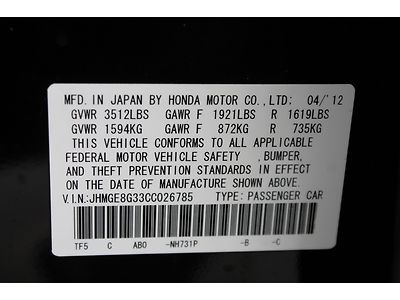 MFD.IN JAPAN BY HONDA MOTOR CO.,LTD: 04/'12
GVWR 3512LBS GAWR F 1921LBS R 1619LBS
GVWR 1594KG GAWR F 872KG R 735KG
THIS VEHICLE CONFORMS TO ALL APPLICABLE
FEDERAL MOTOR VEHICLE SAFETY ,BUMPER,
AND THEFT PREVENTION STANDARDS IN EFFECT
ON THE DATE OF MANUFACTURE SHOWN ABOVE.
V.I.N.:JHMGE8G33CC026785 TYPE: PASSENGER CAR
TF5 C AB0 -NH731P -B -C